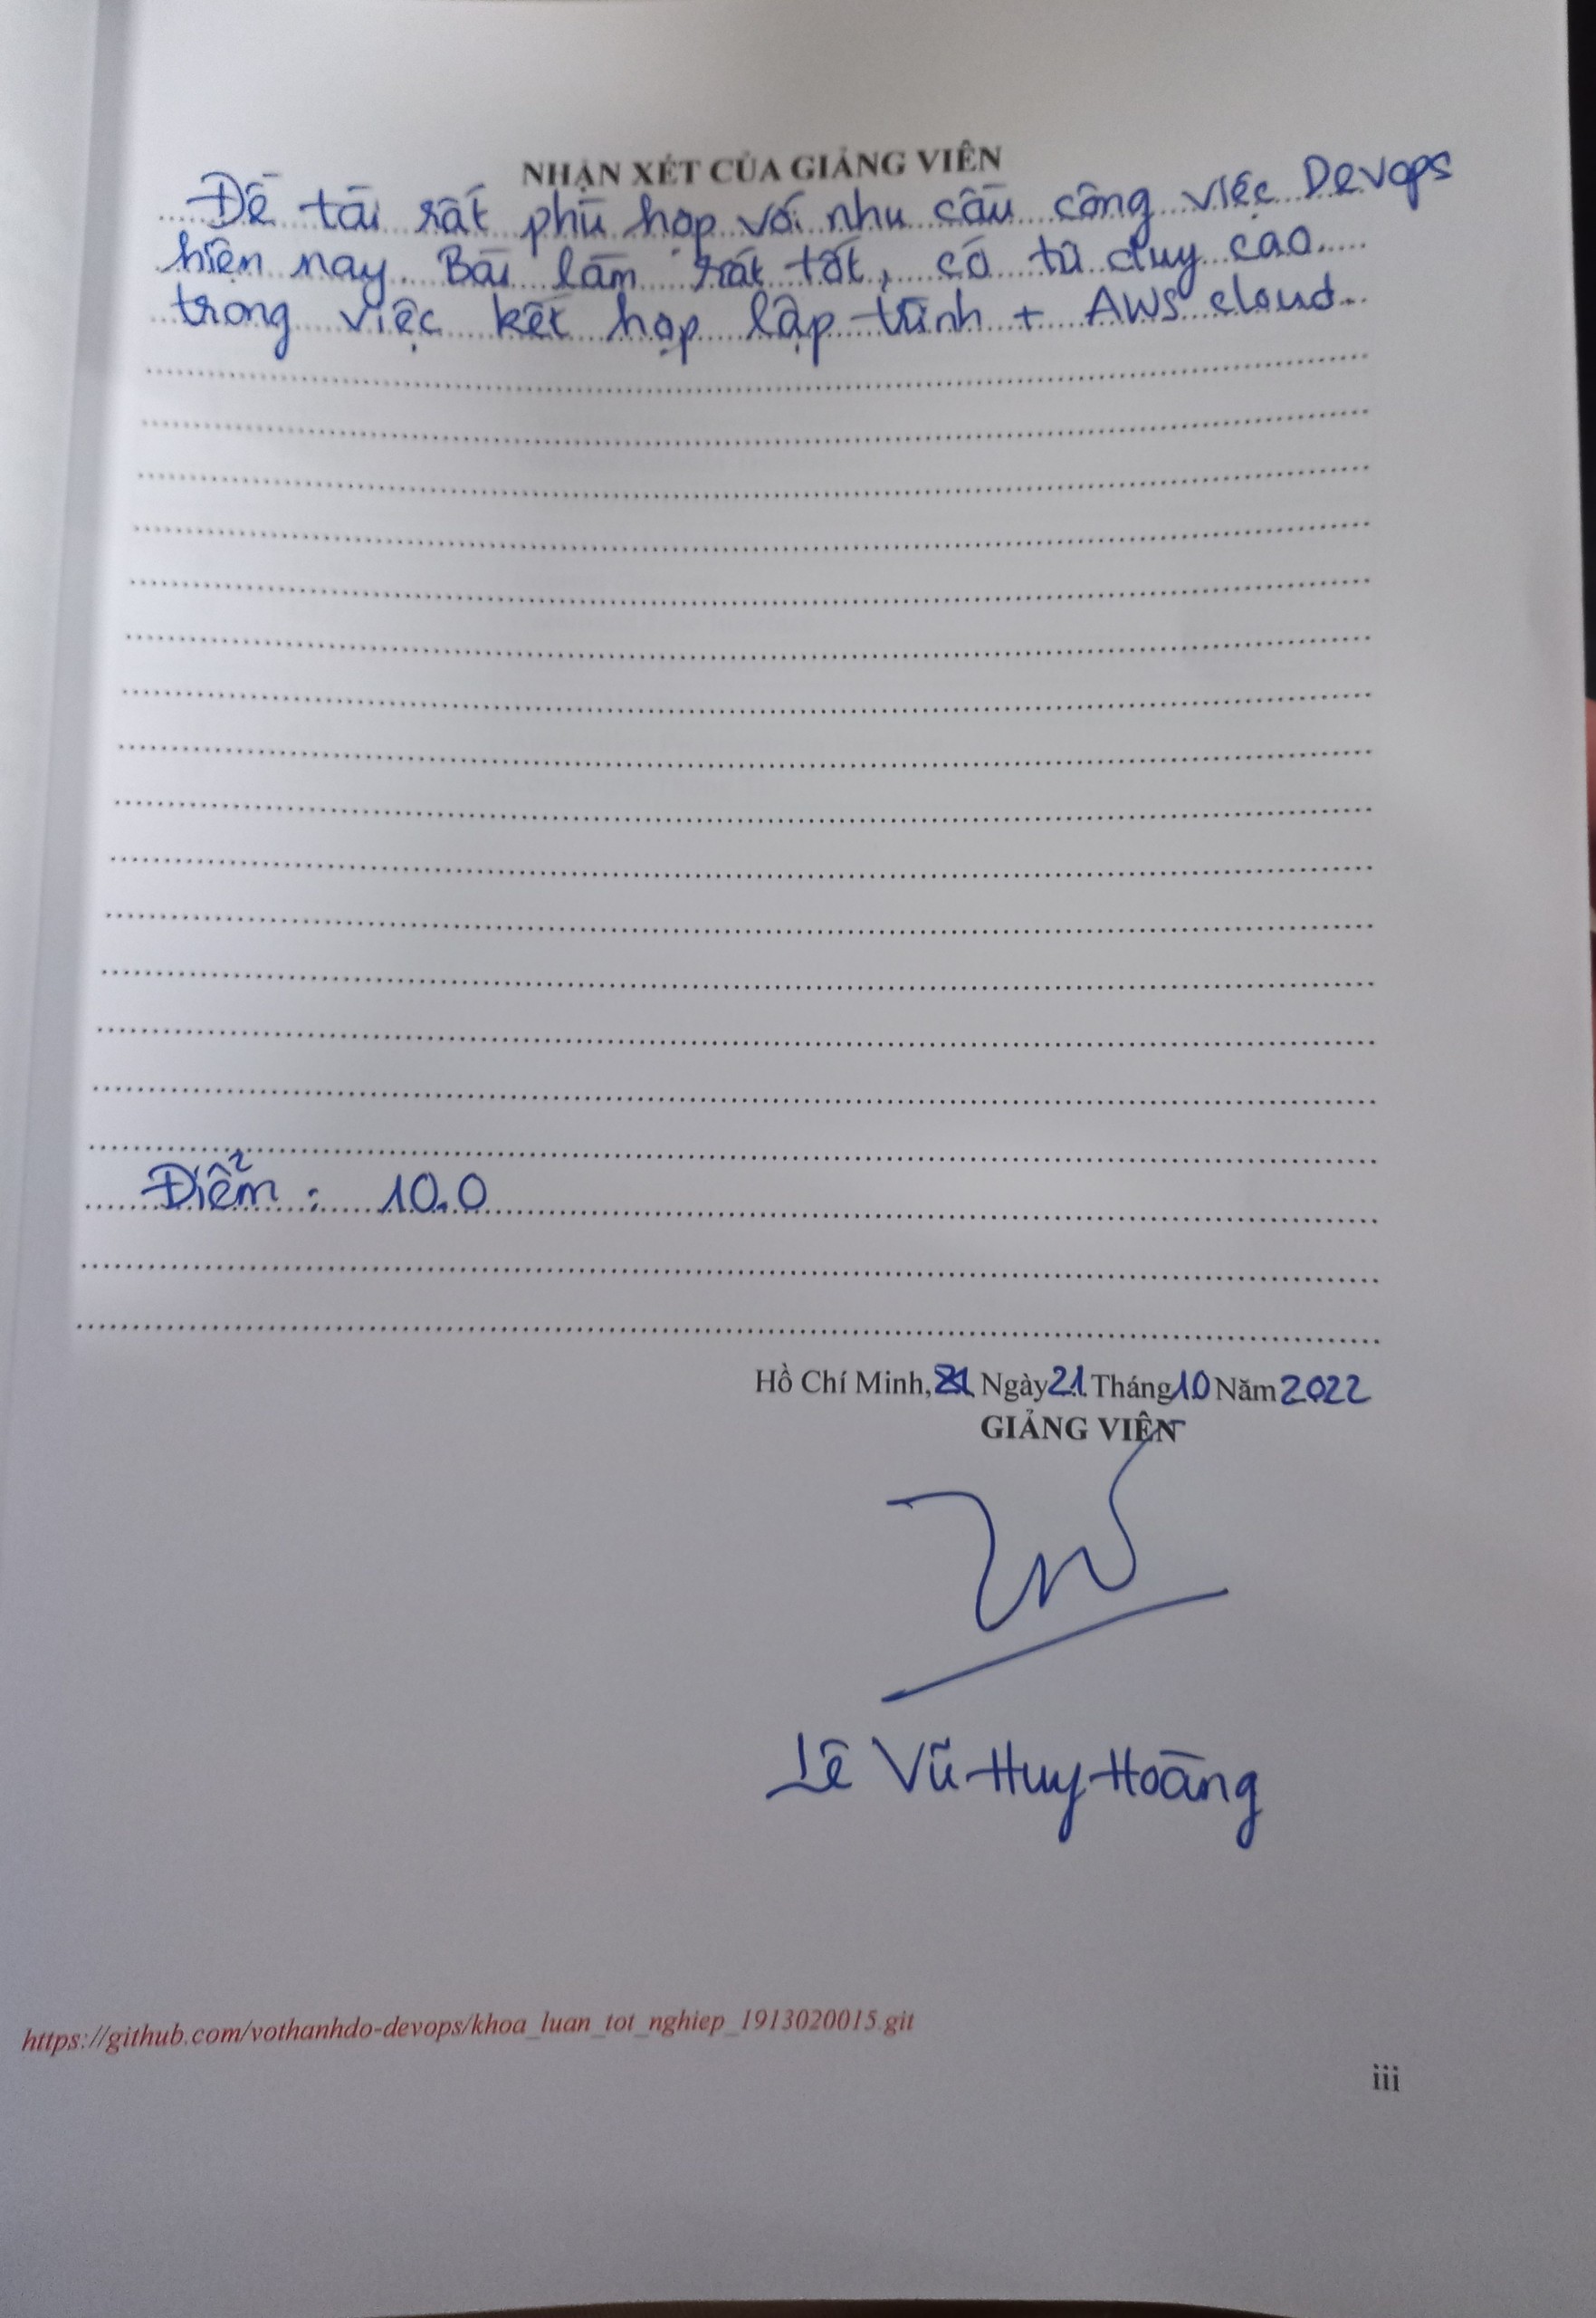 NHẬN XÉT CỦA GIẢNG VIÊN
Đề tài rất phù hợp với nhu cầu công việc Devops
hiện nay. Bài làm rất tốt, có tư duy cao
trong việc kết hợp lập trình + AWS cloud.
Điểm : 10.0
Hồ Chí Minh, Ngày 21 Tháng 10 Năm 2022
GIẢNG VIÊN
Lê Vũ Huy Hoàng
https://github.com/vothanhdo-devops/khoa_luan_tot_nghiep_1913020015.git
iii